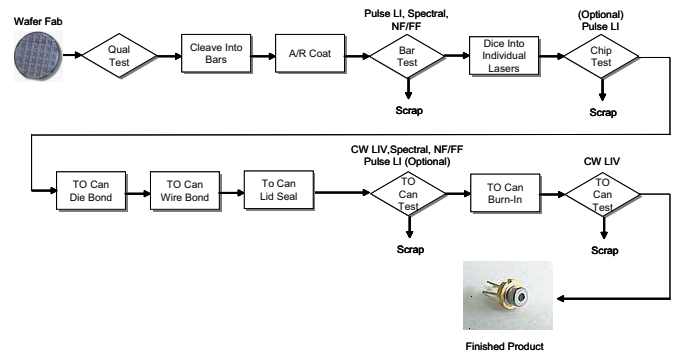 Wafer Fab
Qual
Test
Cleave Into
Bars
A/R Coat
Pulse LI, Spectral,
NF/FF
Bar
Test
Scrap
Dice Into
Individual
Lasers
(Optional)
Pulse LI
Chip
Test
Scrap
TO Can
Die Bond
TO Can
Wire Bond
To Can
Lid Seal
CW LIV,Spectral, NF/FF
Pulse LI (Optional)
TO
Can
Test
Scrap
TO Can
Burn-In
CW LIV
TO
Can
Test
Scrap
Finished Product